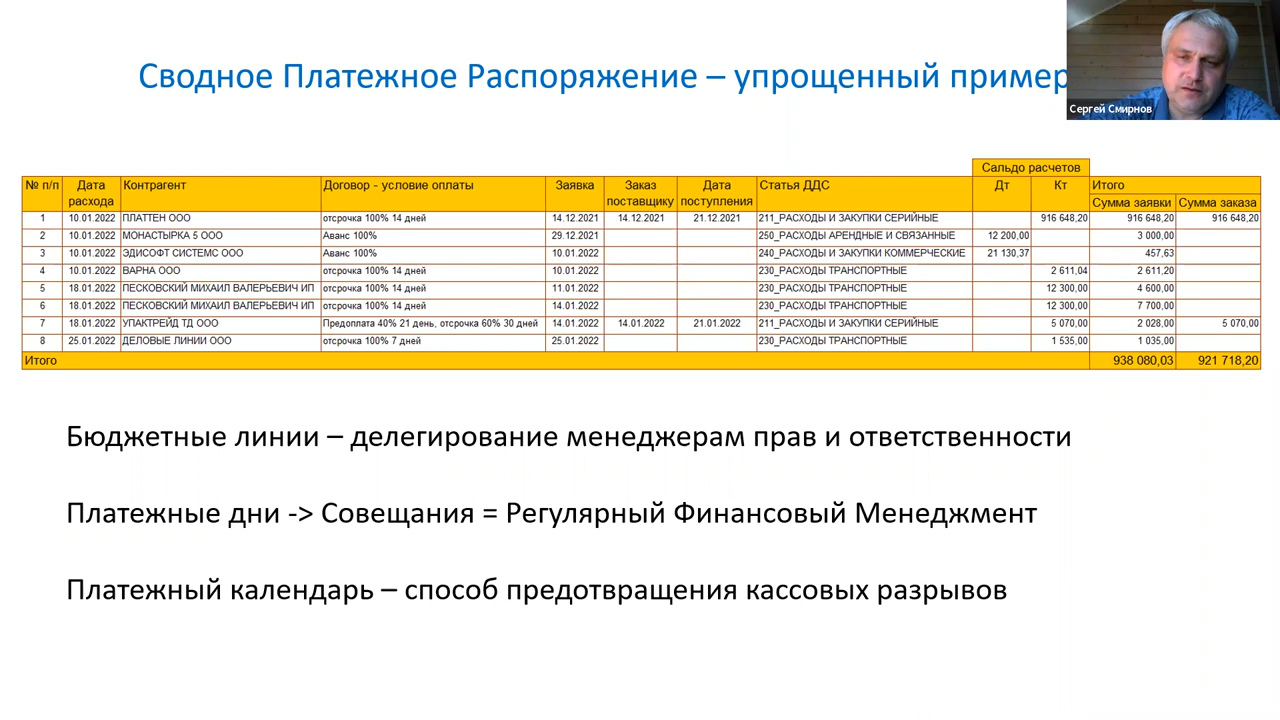 Сводное Платежное Распоряжение – упрощенный пример
Сергей Смирнов
Сальдо расчетов
№ п/п Дата расхода Контрагент Договор - условие оплаты Заявка Заказ поставщику Дата поступления Статья ДДС Дт Кт Итого
Сумма заявки Сумма заказа
1 10.01.2022 ПЛАТТЕН ООО отсрочка 100% 14 дней 14.12.2021 14.12.2021 21.12.2021 211_РАСХОДЫ И ЗАКУПКИ СЕРИЙНЫЕ 916 648,20 916 648,20 916 648,20
2 10.01.2022 МОНАСТЫРКА 5 ООО Аванс 100% 29.12.2021 250_РАСХОДЫ АРЕНДНЫЕ И СВЯЗАННЫЕ 12 200,00 3 000,00
3 10.01.2022 ЭДИСОФТ СИСТЕМС ООО Аванс 100% 10.01.2022 240_РАСХОДЫ И ЗАКУПКИ КОММЕРЧЕСКИЕ 21 130,37 457,63
4 10.01.2022 ВАРНА ООО отсрочка 100% 14 дней 10.01.2022 230_РАСХОДЫ ТРАНСПОРТНЫЕ 2 611,04 2 611,20
5 18.01.2022 ПЕСКОВСКИЙ МИХАИЛ ВАЛЕРЬЕВИЧ ИП отсрочка 100% 14 дней 11.01.2022 230_РАСХОДЫ ТРАНСПОРТНЫЕ 12 300,00 4 600,00
6 18.01.2022 ПЕСКОВСКИЙ МИХАИЛ ВАЛЕРЬЕВИЧ ИП отсрочка 100% 14 дней 14.01.2022 230_РАСХОДЫ ТРАНСПОРТНЫЕ 12 300,00 7 700,00
7 18.01.2022 УПАКТРЕЙД ТД ООО Предоплата 40% 21 день, отсрочка 60% 30 дней 14.01.2022 14.01.2022 21.01.2022 211_РАСХОДЫ И ЗАКУПКИ СЕРИЙНЫЕ 5 070,00 2 028,00 5 070,00
8 25.01.2022 ДЕЛОВЫЕ ЛИНИИ ООО отсрочка 100% 7 дней 25.01.2022 230_РАСХОДЫ ТРАНСПОРТНЫЕ 1 535,00 1 035,00
Итого 938 080,03 921 718,20
Бюджетные линии – делегирование менеджерам прав и ответственности
Платежные дни -> Совещания = Регулярный Финансовый Менеджмент
Платежный календарь – способ предотвращения кассовых разрывов